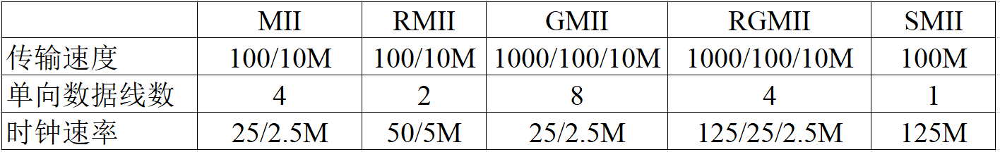 MII RMII GMII RGMII SMII
传输速度 100/10M 100/10M 1000/100/10M 1000/100/10M 100M
单向数据线数 4 2 8 4 1
时钟速率 25/2.5M 50/5M 25/2.5M 125/25/2.5M 125M